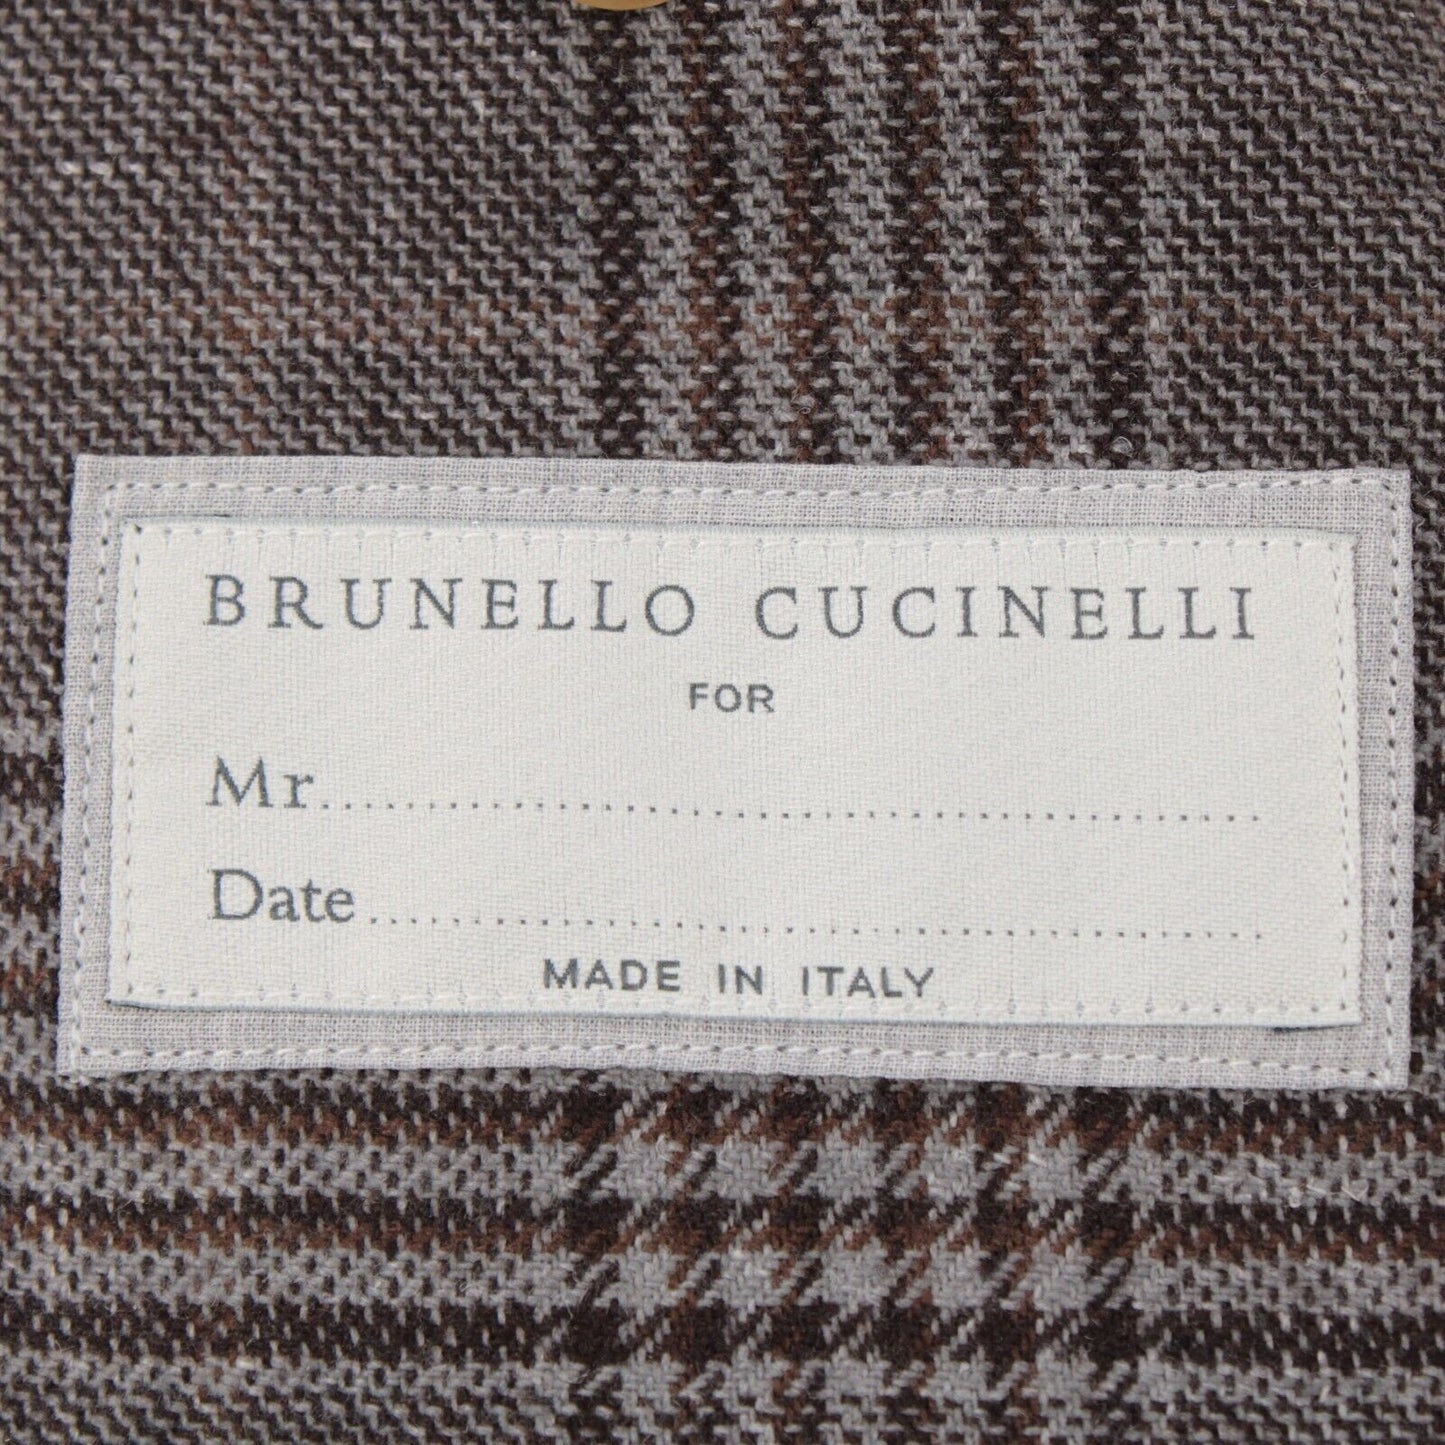 BRUNELLO CUCINELLI
FOR
Mr..........................................................
Date......................................................
MADE IN ITALY